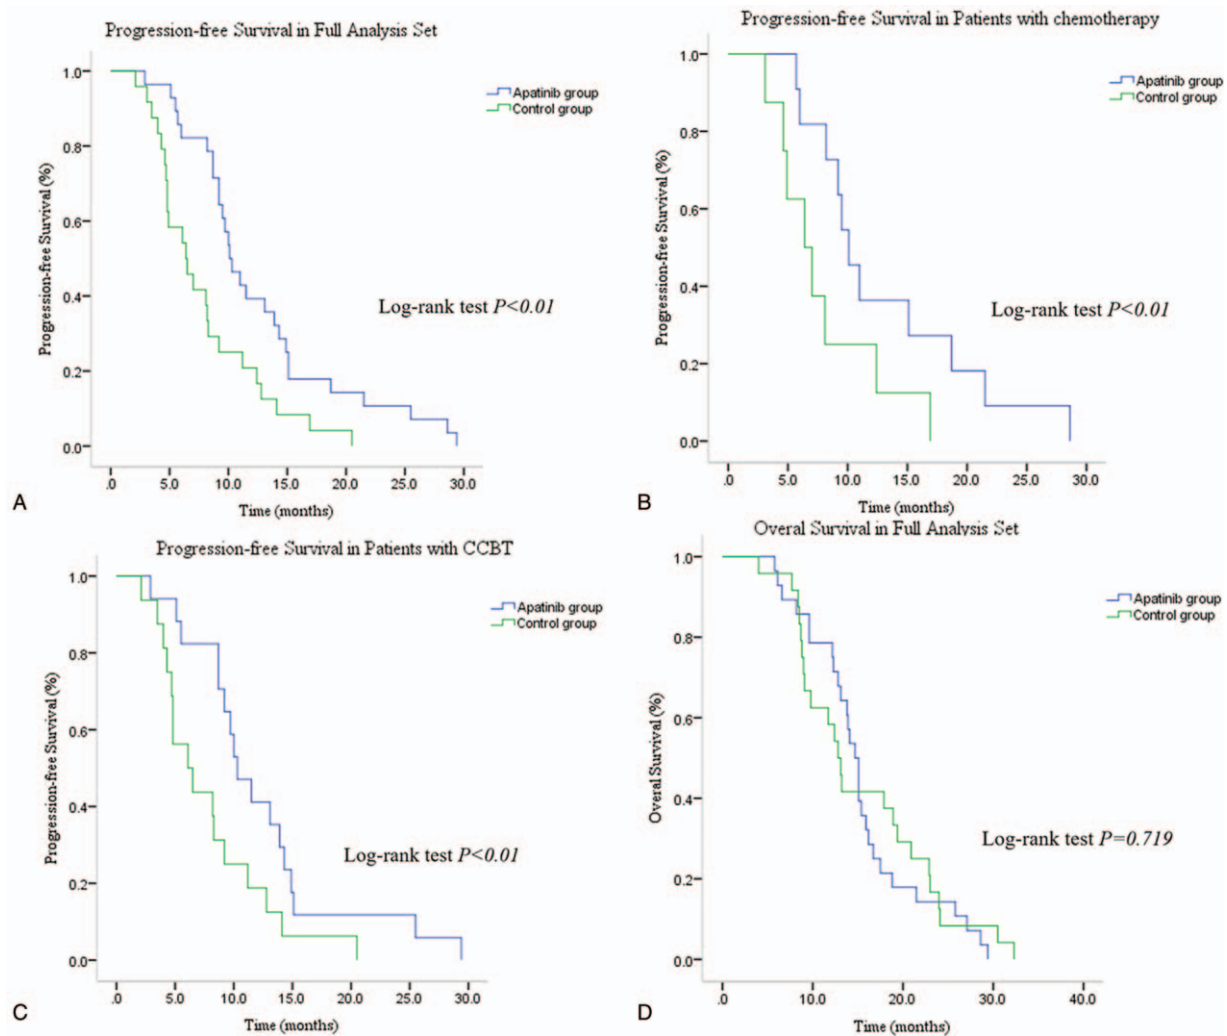 Progression-free Survival in Full Analysis Set
Apatinib group
Control group
Progression-free Survival (%)
1.0
0.8
0.6
0.4
0.2
0.0
Log-rank test P<0.01
.0 5.0 10.0 15.0 20.0 25.0 30.0
Time (months)
A
Progression-free Survival in Patients with chemotherapy
Apatinib group
Control group
Progression-free Survival (%)
1.0
0.8
0.6
0.4
0.2
0.0
Log-rank test P<0.01
.0 5.0 10.0 15.0 20.0 25.0 30.0
Time (months)
B
Progression-free Survival in Patients with CCBT
Apatinib group
Control group
Progression-free Survival (%)
1.0
0.8
0.6
0.4
0.2
0.0
Log-rank test P<0.01
.0 5.0 10.0 15.0 20.0 25.0 30.0
Time (months)
C
Overal Survival in Full Analysis Set
Apatinib group
Control group
Overal Survival (%)
1.0
0.8
0.6
0.4
0.2
0.0
Log-rank test P=0.719
.0 10.0 20.0 30.0 40.0
Time (months)
D